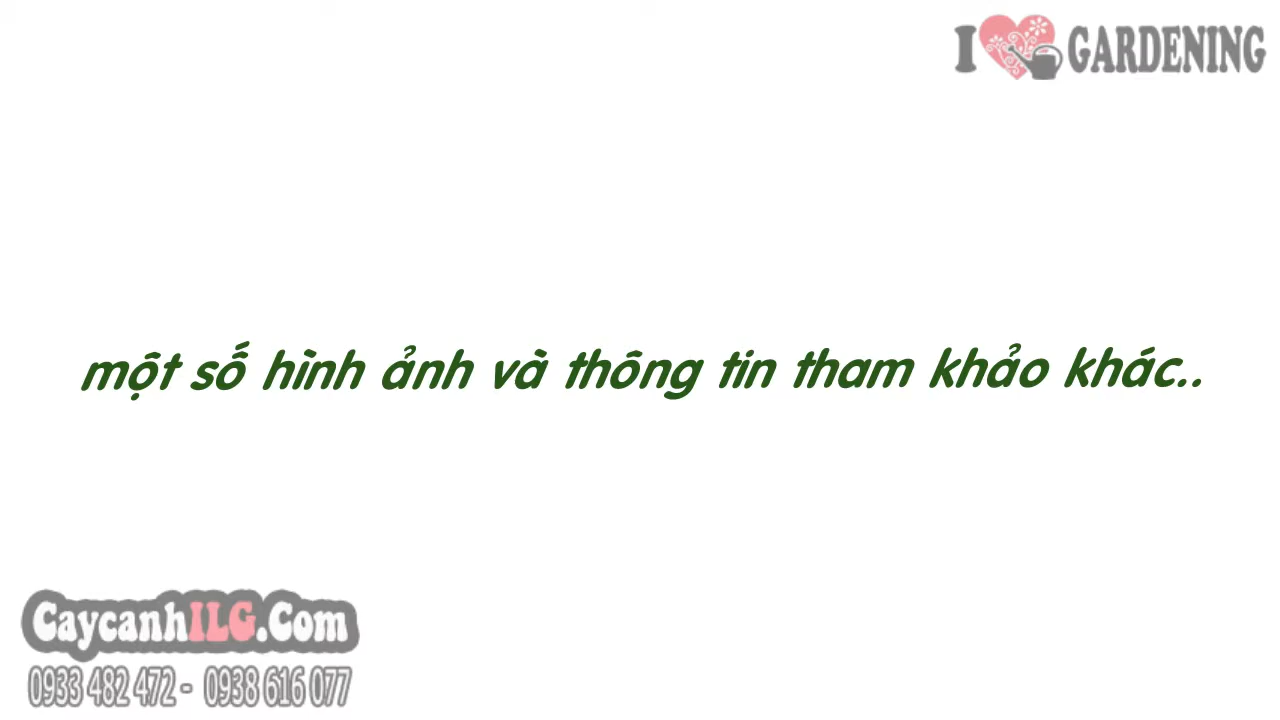 I GARDENING
một số hình ảnh và thông tin tham khảo khác..
CaycanhILG.Com
0933 482 472 - 0938 616 077